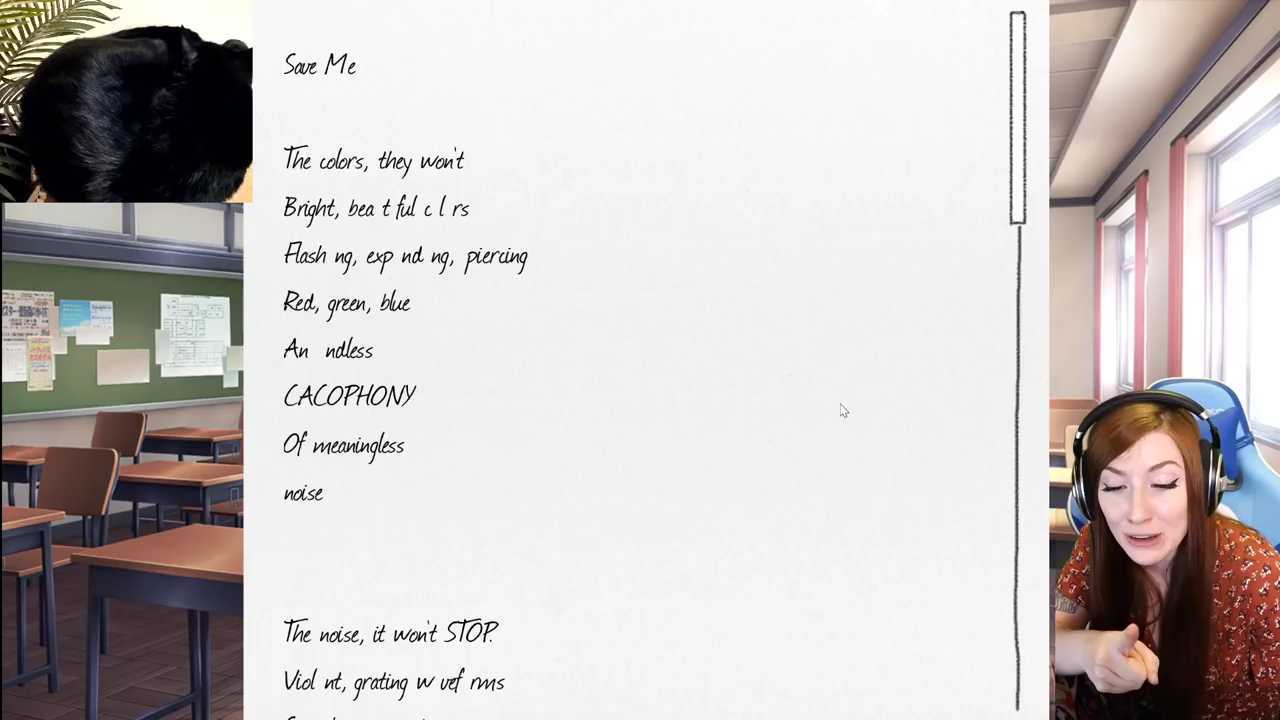 Save Me
The colors, they won't
Bright, bea t ful c l rs
Flash ng, exp nd ng, piercing
Red, green, blue
An  ndless
CACOPHONY
Of meaningless
noise
The noise, it won't STOP.
Viol nt, grating w vef rms